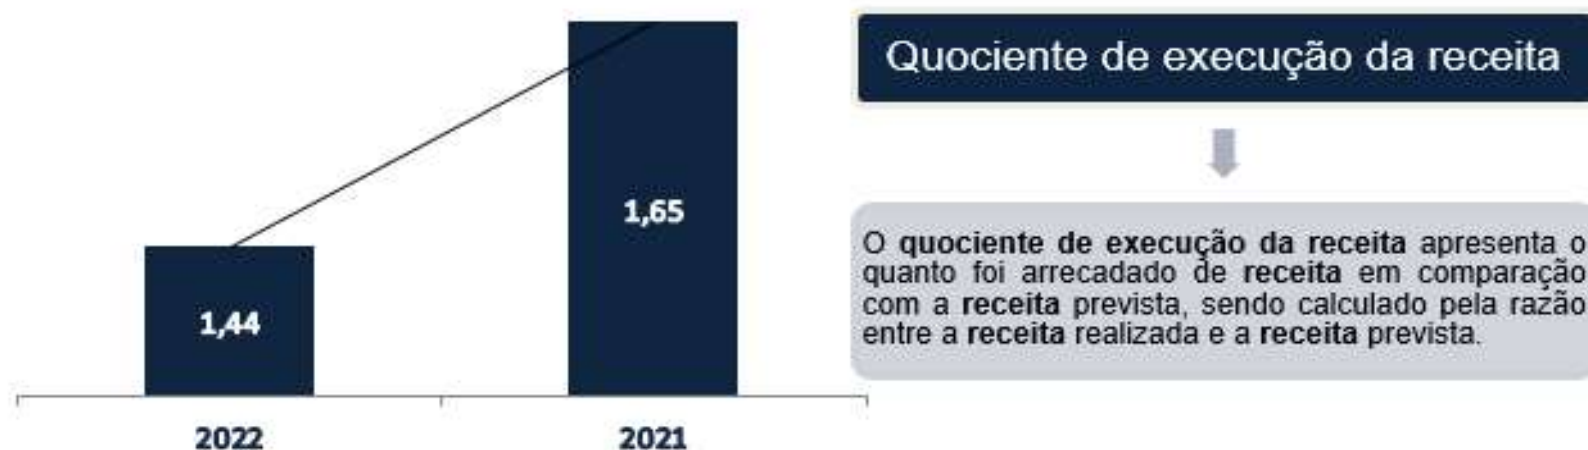 1,44
1,65
2022
2021
Quociente de execução da receita
O quociente de execução da receita apresenta o
quanto foi arrecadado de receita em comparação
com a receita prevista, sendo calculado pela razão
entre a receita realizada e a receita prevista.